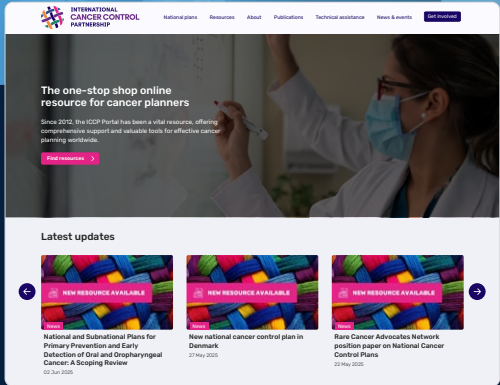 INTERNATIONAL
CANCER CONTROL
PARTNERSHIP
National plans
Resources
About
Publications
Technical assistance
News & events
Get involved
The one-stop shop online
resource for cancer planners
Since 2012, the ICCP Portal has been a vital resource, offering
comprehensive support and valuable tools for effective cancer
planning worldwide.
Find resources
Latest updates
NEW RESOURCE AVAILABLE
News
National and Subnational Plans for
Primary Prevention and Early
Detection of Oral and Oropharyngeal
Cancer: A Scoping Review
02 Jun 2025
NEW RESOURCE AVAILABLE
News
New national cancer control plan in
Denmark
27 May 2025
NEW RESOURCE AVAILABLE
News
Rare Cancer Advocates Network
position paper on National Cancer
Control Plans
22 May 2025